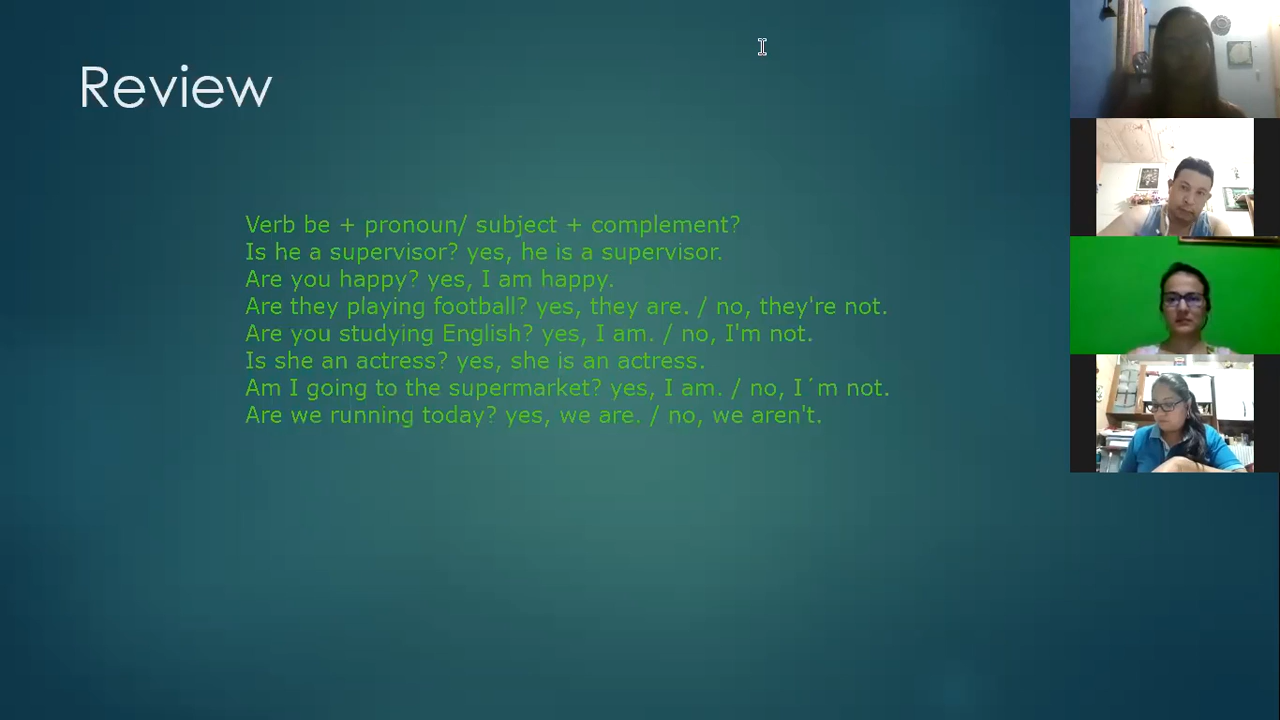 Review
Verb be + pronoun/ subject + complement?
Is he a supervisor? yes, he is a supervisor.
Are you happy? yes, I am happy.
Are they playing football? yes, they are. / no, they're not.
Are you studying English? yes, I am. / no, I'm not.
Is she an actress? yes, she is an actress.
Am I going to the supermarket? yes, I am. / no, I´m not.
Are we running today? yes, we are. / no, we aren't.